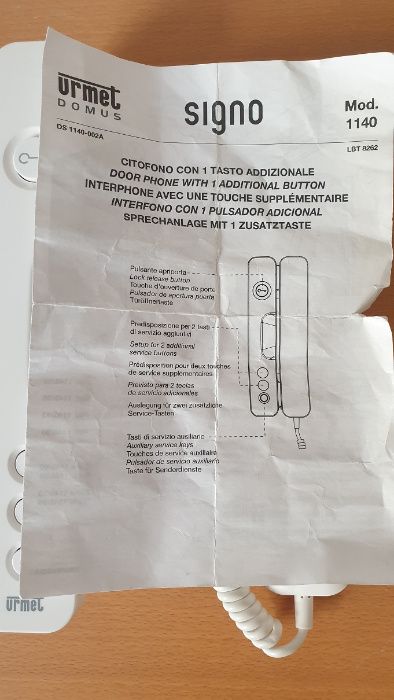 urmet
DOMUS
DS 1140-002A
signo
Mod.
1140
LBT 8262
CITOFONO CON 1 TASTO ADDIZIONALE
DOOR PHONE WITH 1 ADDITIONAL BUTTON
INTERPHONE AVEC UNE TOUCHE SUPPLÉMENTAIRE
INTERFONO CON 1 PULSADOR ADICIONAL
SPRECHANLAGE MIT 1 ZUSATZTASTE
Pulsante apriporta
Lock release button
Touche d'ouverture de porte
Pulsador de apertura puerta
Türöffnertaste
Predisposizione per 2 tasti
di servizio aggiuntivi
Setup for 2 additional
service buttons
Prédisposition pour deux touches
de service supplémentaires
Previsto para 2 teclas
de servicio adicionales
Auslegung für zwei zusätzliche
Service-Tasten
Tasti di servizio ausiliario
Auxiliary service keys
Touches de service auxiliaire
Pulsador de servicio auxiliario
Taste für Senderdienste
urmet